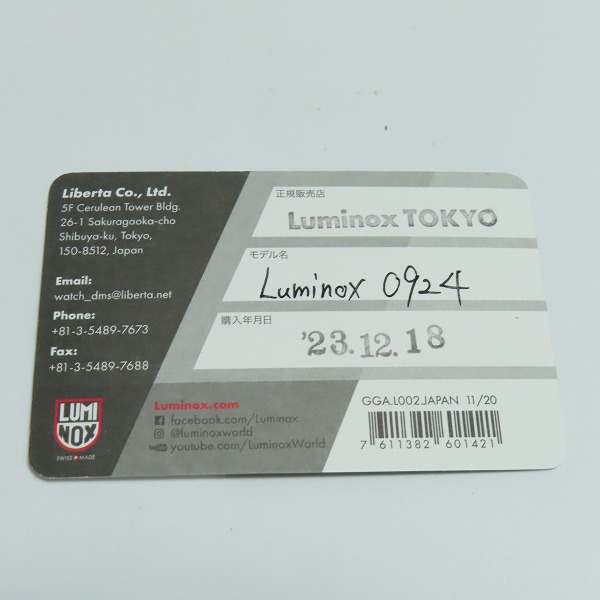 Liberta Co., Ltd.
5F Cerulean Tower Bldg.
26-1 Sakuragaoka-cho
Shibuya-ku, Tokyo,
150-8512, Japan
Email:
watch_dms@liberta.net
Phone:
+81-3-5489-7673
Fax:
+81-3-5489-7688
LUMI
NOX
SWISS MADE
正規販売店
Luminox TOKYO
モデル名
Luminox 0924
購入年月日
'23.12.18
Luminox.com
facebook.com/Luminox
@luminoxworld
youtube.com/LuminoxWorld
GGA.L002.JAPAN 11/20
7 611382 601421